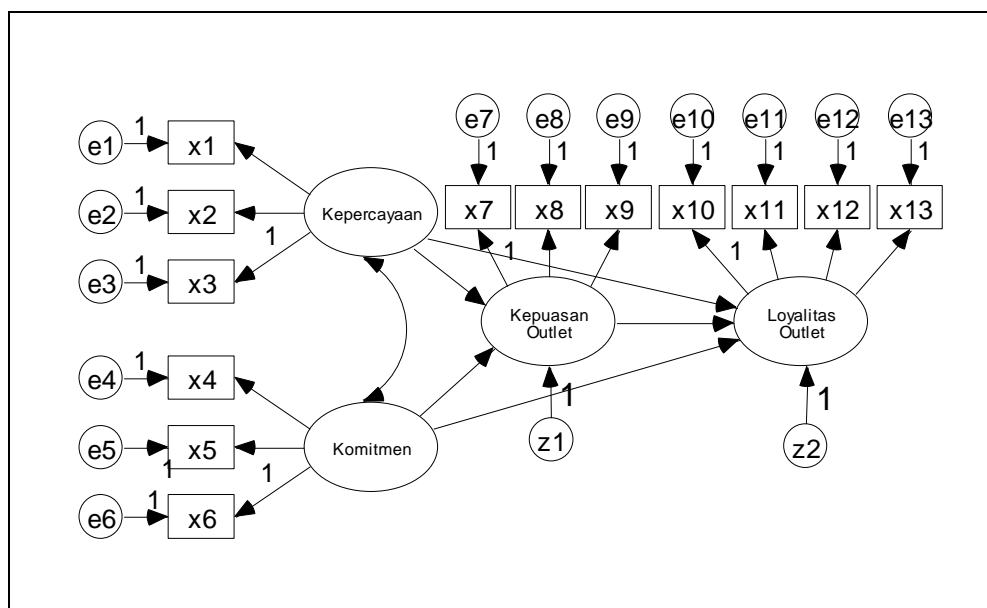 e7 e8 e9 e10 e11 e12 e13
1 1 1 1 1 1 1
x7 x8 x9 x10 x11 x12 x13
e1 1 x1
e2 1 x2
e3 1 x3
Kepercayaan
1
1
1
Kepuasan
Outlet
Loyalitas
Outlet
e4 1 x4
e5 x5
1
e6 1 x6
Komitmen
1
1
z1
1
z2